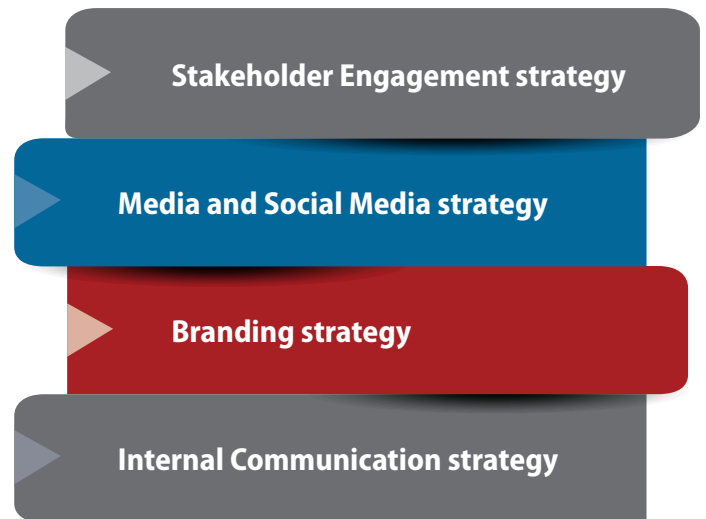 Stakeholder Engagement strategy
Media and Social Media strategy
Branding strategy
Internal Communication strategy